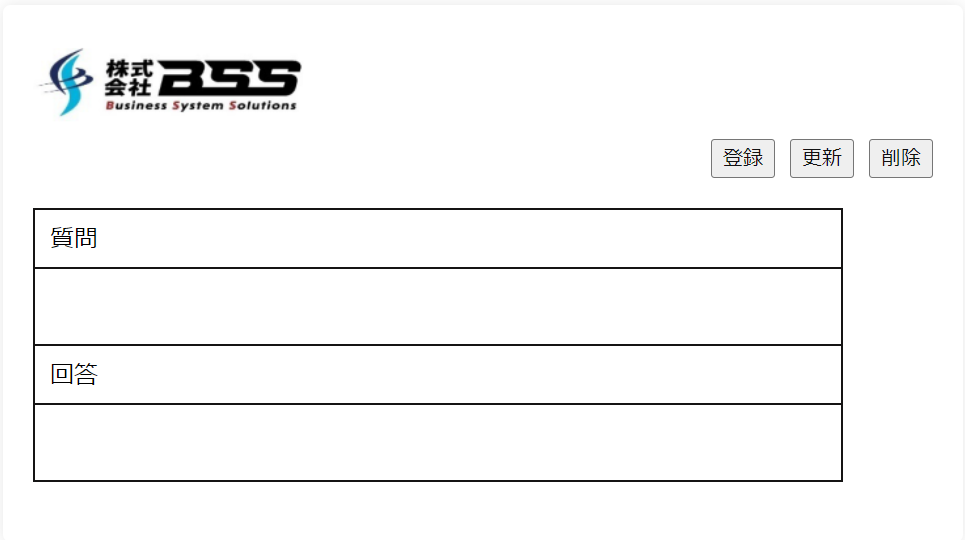 株式
会社 BSS
Business System Solutions
登録 更新 削除
質問
回答